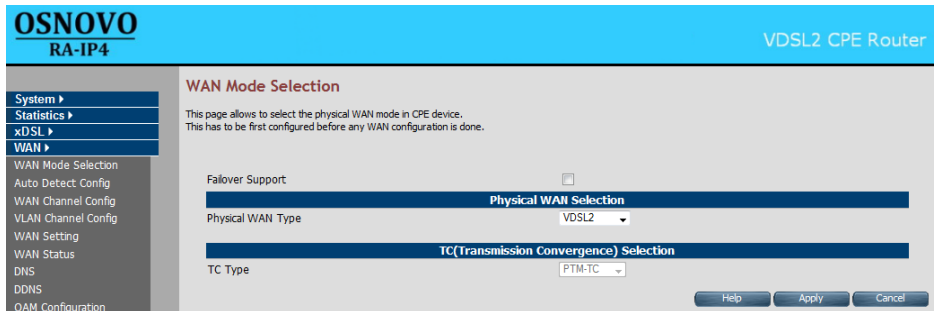 OSNOVO
RA-IP4
VDSL2 CPE Router
System
Statistics
xDSL
WAN
WAN Mode Selection
Auto Detect Config
WAN Channel Config
VLAN Channel Config
WAN Setting
WAN Status
DNS
DDNS
OAM Configuration
WAN Mode Selection
This page allows to select the physical WAN mode in CPE device.
This has to be first configured before any WAN configuration is done.
Failover Support
Physical WAN Selection
Physical WAN Type VDSL2
TC(Transmission Convergence) Selection
TC Type PTM-TC
Help Apply Cancel